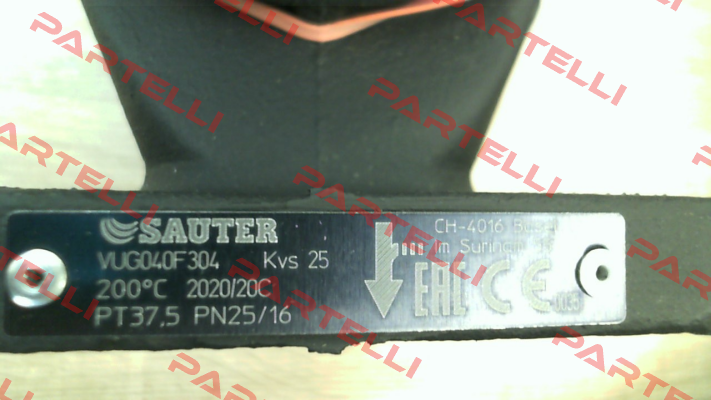 SAUTER
VUG040F304 Kvs 25
200°C 2020/20C
PT37,5 PN25/16
CH-4016
Im
EAC CE
PARTELLI
PARTELLI
PARTELLI
PARTELLI
PARTELLI
PARTELLI
PARTELLI
PARTELLI
PARTELLI